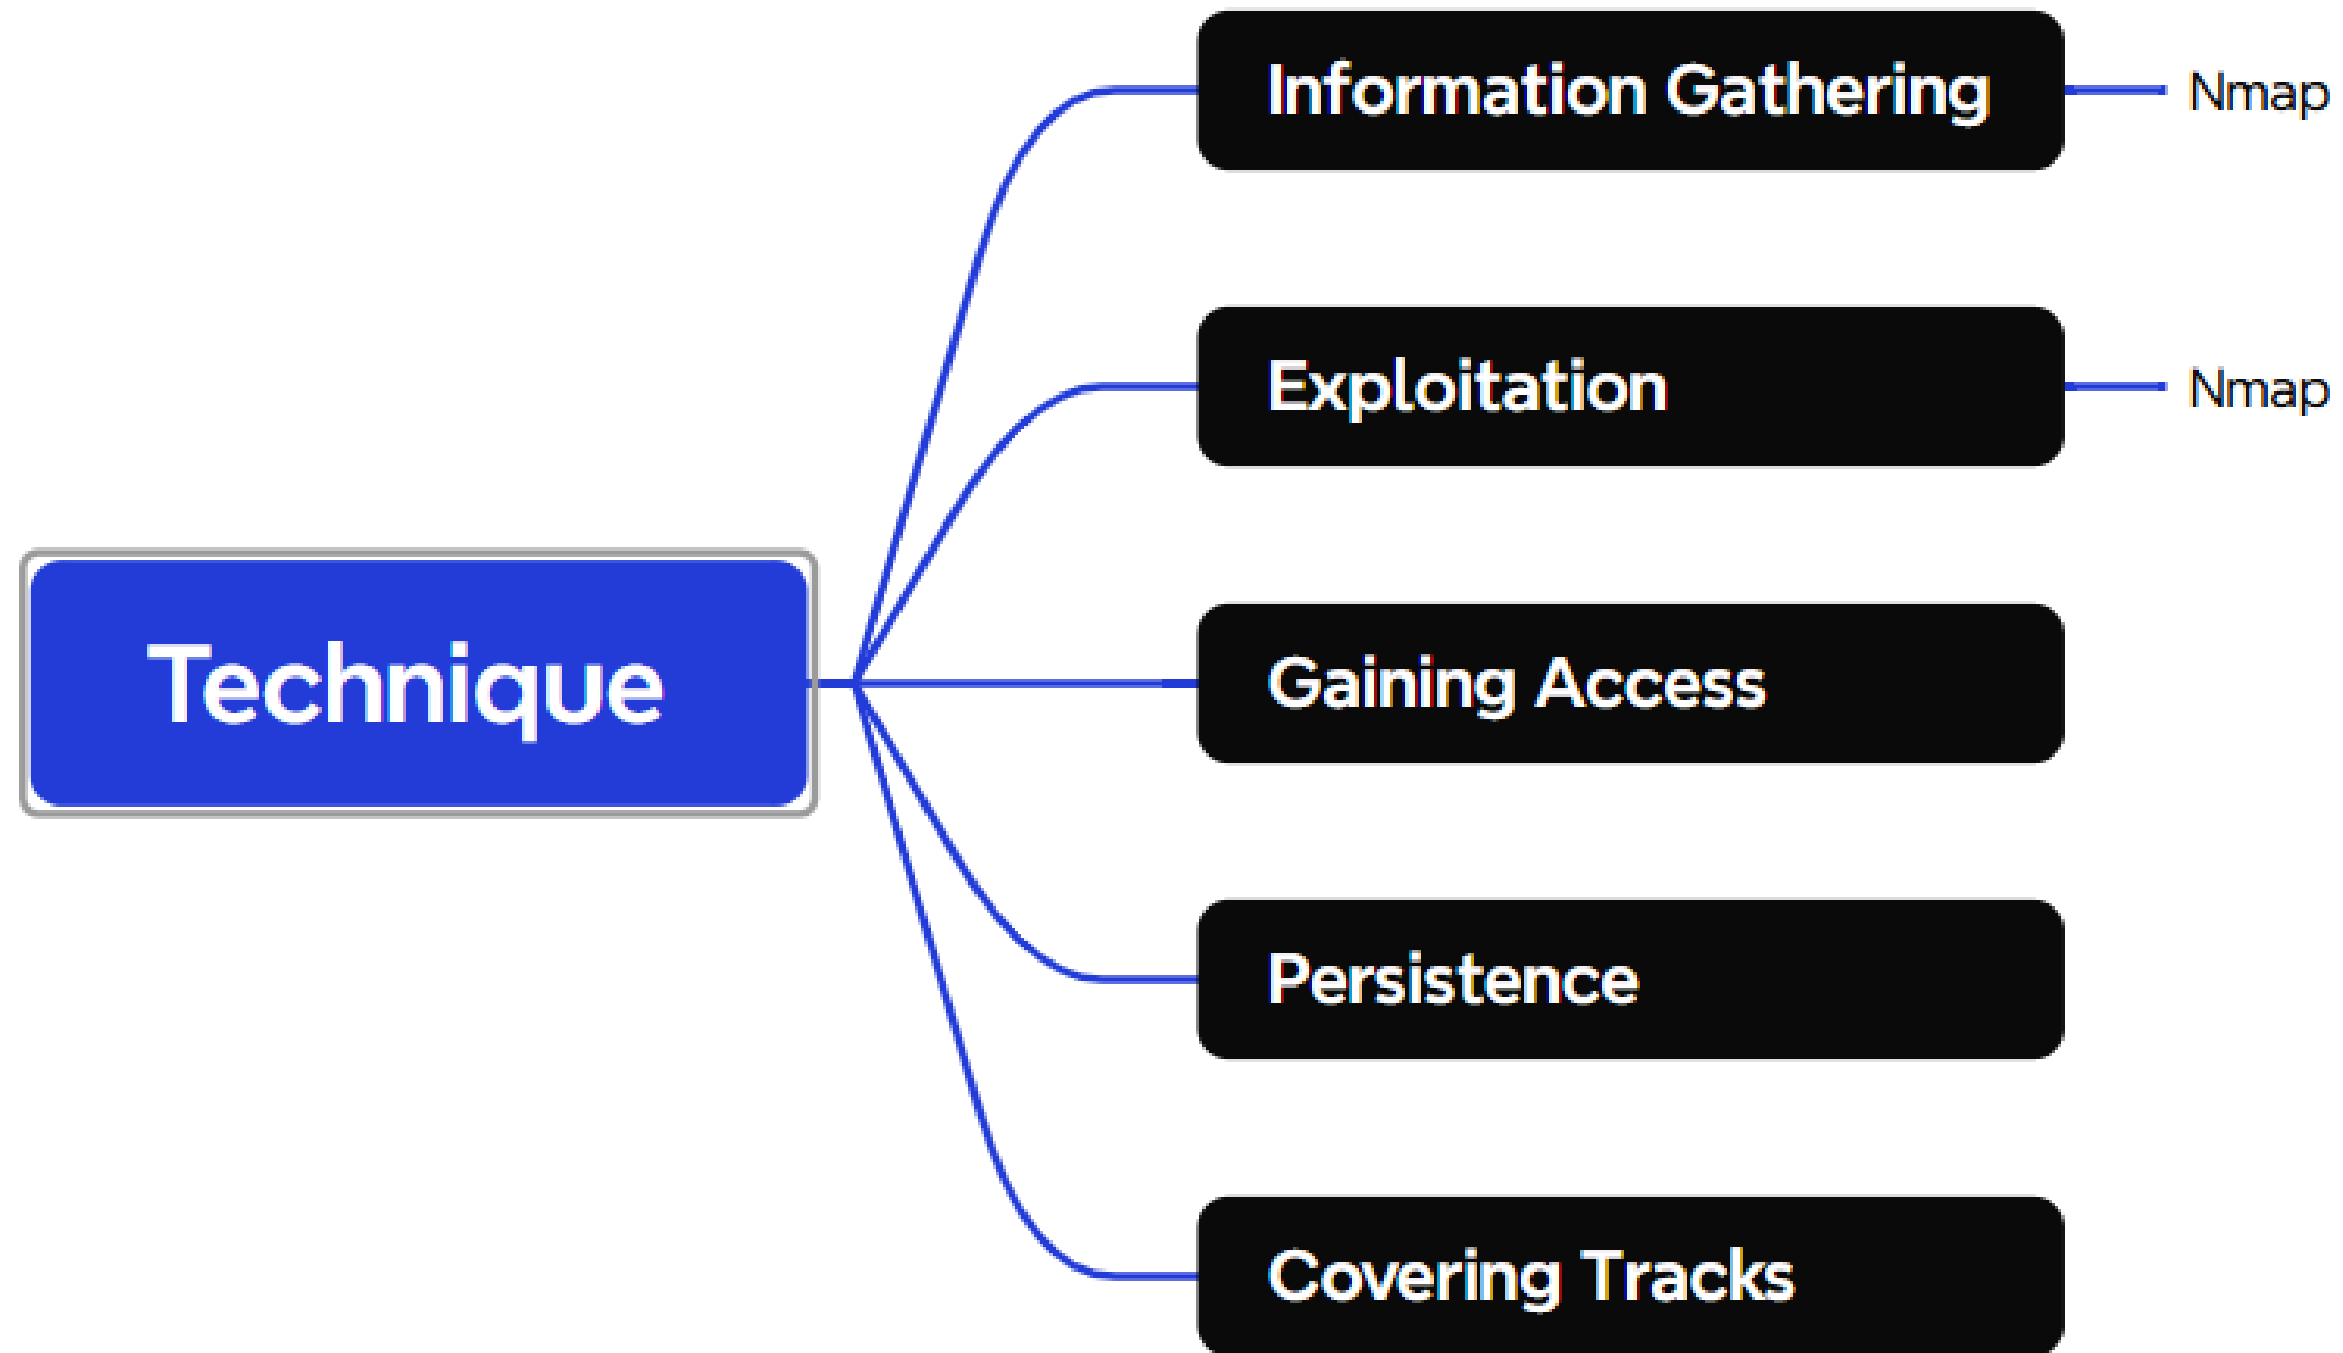 Information Gathering
Nmap
Exploitation
Nmap
Technique
Gaining Access
Persistence
Covering Tracks